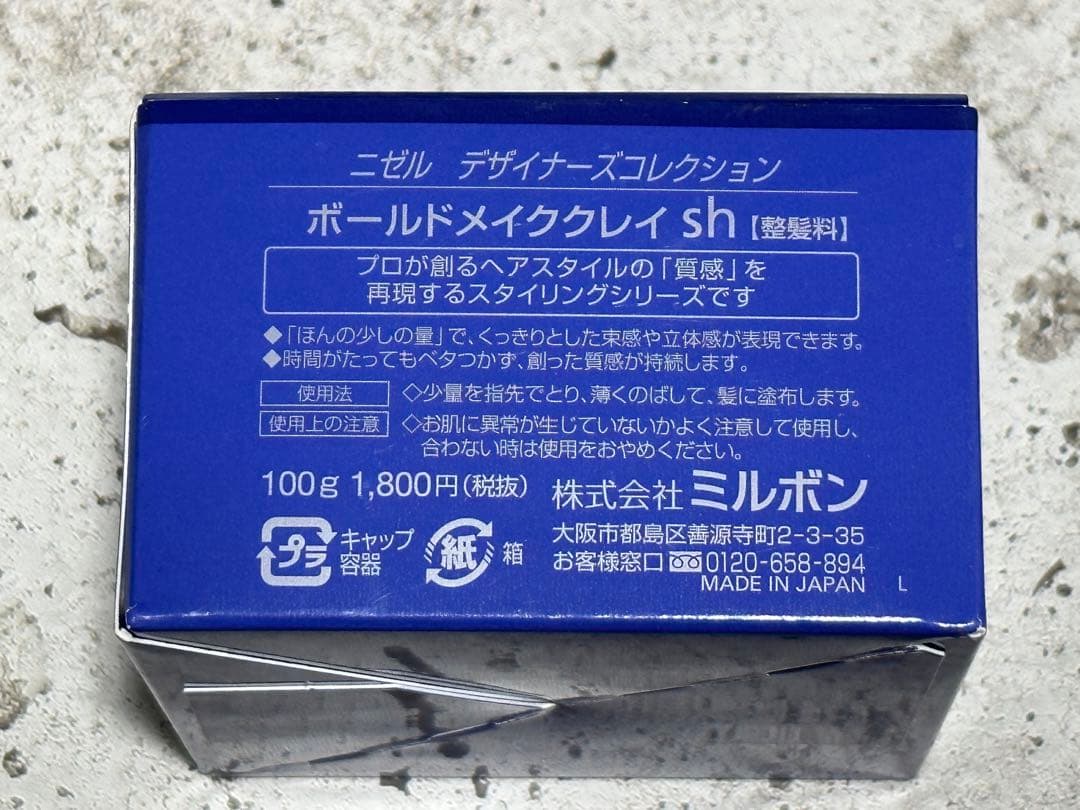 ニゼル　デザイナーズコレクション
ボールドメイククレイ sh【整髪料】
プロが創るヘアスタイルの「質感」を
再現するスタイリングシリーズです
◆「ほんの少しの量」で、くっきりとした束感や立体感が表現できます。
◆時間がたってもベタつかず、創った質感が持続します。
使用法 ◇少量を指先でとり、薄くのばして、髪に塗布します。
使用上の注意 ◇お肌に異常が生じていないかよく注意して使用し、
合わない時は使用をおやめください。
100g 1,800円(税抜) 株式会社 ミルボン
大阪市都島区善源寺町2-3-35
プラ キャップ
容器
紙 箱
お客様窓口 0120-658-894
MADE IN JAPAN L